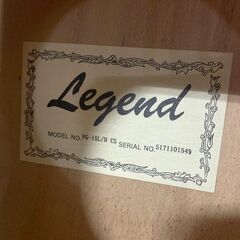 Legend
MODEL NO. FG-15L/N CS SERIAL NO. S171101549